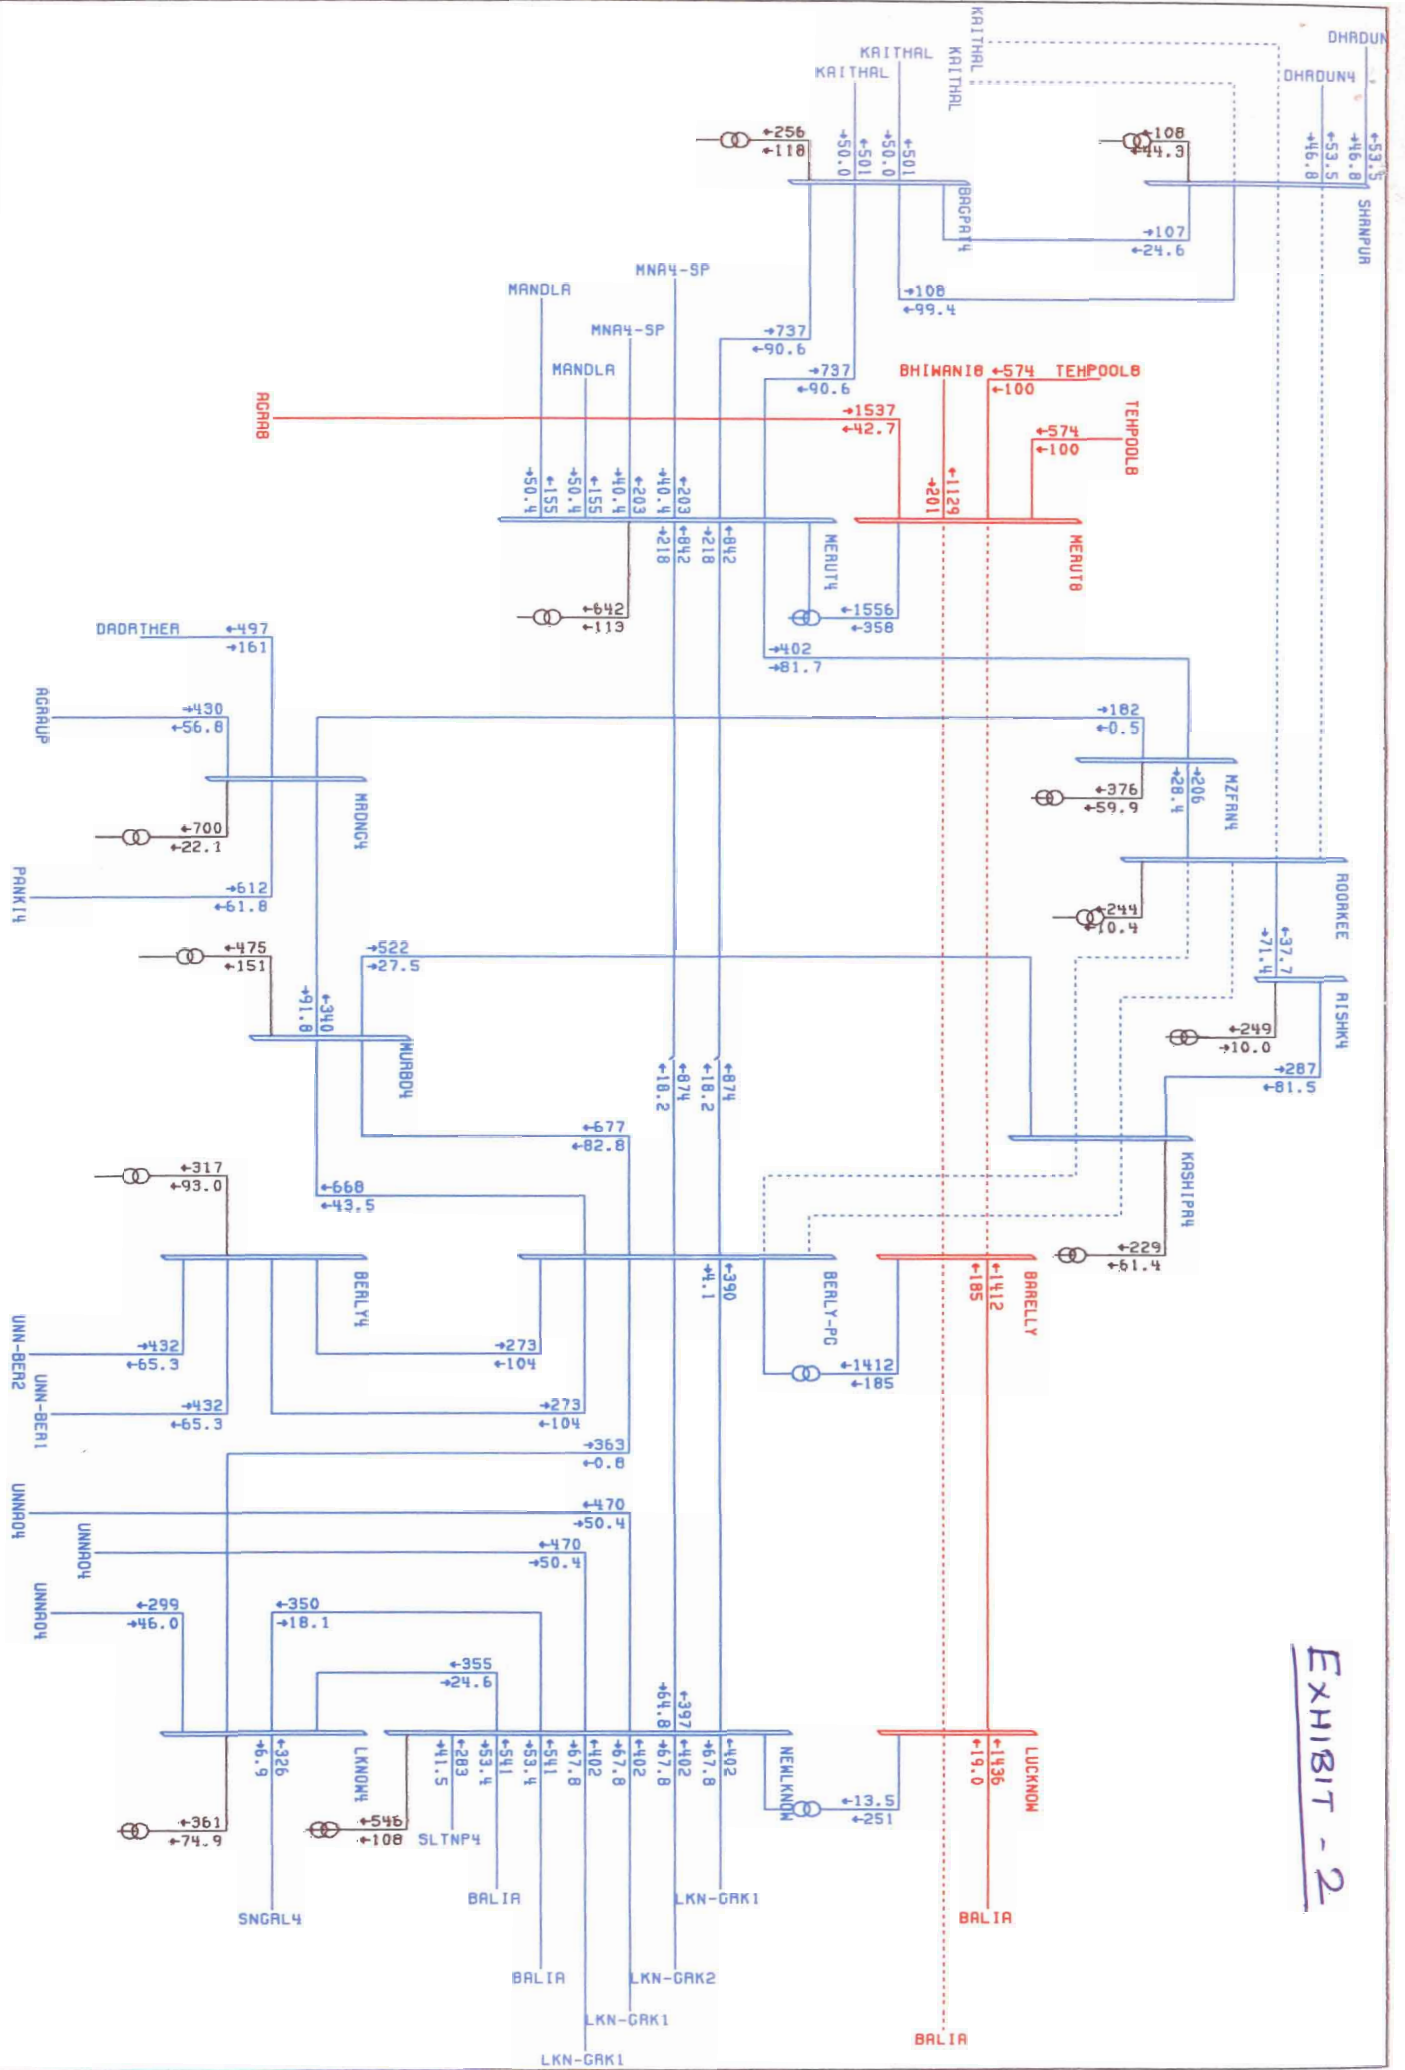 EXHIBIT - 2
KAITHAL
KAITHAL
KAITHAL
KAITHAL
DHRDUN
DHRDUN4
←53.5
→46.8
←53.5
→46.8
SHANPUR
←108
←44.3
←256
←118
←501
→50.0
←501
→50.0
BAGPAT4
→107
←24.6
→108
←99.4
MNA4-SP
MANDLA
MNA4-SP
MANDLA
→737
←90.6
→737
←90.6
BHIWANI8
←574
←100
TEHPOOL8
TEHPOOL8
←574
←100
AGRA8
→1537
←42.7
←1129
→201
MERUT8
←203
→40.4
←203
→40.4
←155
→50.4
←155
→50.4
←842
→218
←842
→218
MERUT4
←642
←113
←1556
←358
→402
→81.7
DADRTHER
←497
→161
AGRAUP
→430
←56.8
MRDNG4
←700
←22.1
PANKI4
→612
←61.8
→182
←0.5
←376
←59.9
→206
→28.4
MZFRN4
ROORKEE
←244
←10.4
←37.7
→71.4
RISHK4
←249
→10.0
→287
←81.5
←475
←151
→522
→27.5
←340
→91.8
MURBD4
←874
←18.2
←874
←18.2
←677
←82.8
←668
←43.5
KASHIPR4
←229
←61.4
←317
←93.0
BERLY4
←390
→4.1
BERLY-PG
←1412
←185
BARELLY
←1412
←185
→273
←104
→273
←104
UNN-BER2
→432
←65.3
UNN-BER1
→432
←65.3
→363
←0.8
UNNAO4
←470
→50.4
UNNAO4
←470
→50.4
UNNAO4
←299
→46.0
←350
→18.1
←355
→24.6
←397
→64.8
LKNOW4
←326
→6.9
←361
←74.9
←546
←108
←283
→41.5
←541
→53.4
←541
→53.4
←402
→67.8
←402
→67.8
←402
→67.8
←402
→67.8
NEWLKNOW
←13.5
←251
LUCKNOW
←1436
←19.0
SLTNP4
SNGRL4
BALIA
LKN-GRK1
BALIA
BALIA
LKN-GRK2
LKN-GRK1
BALIA
LKN-GRK1